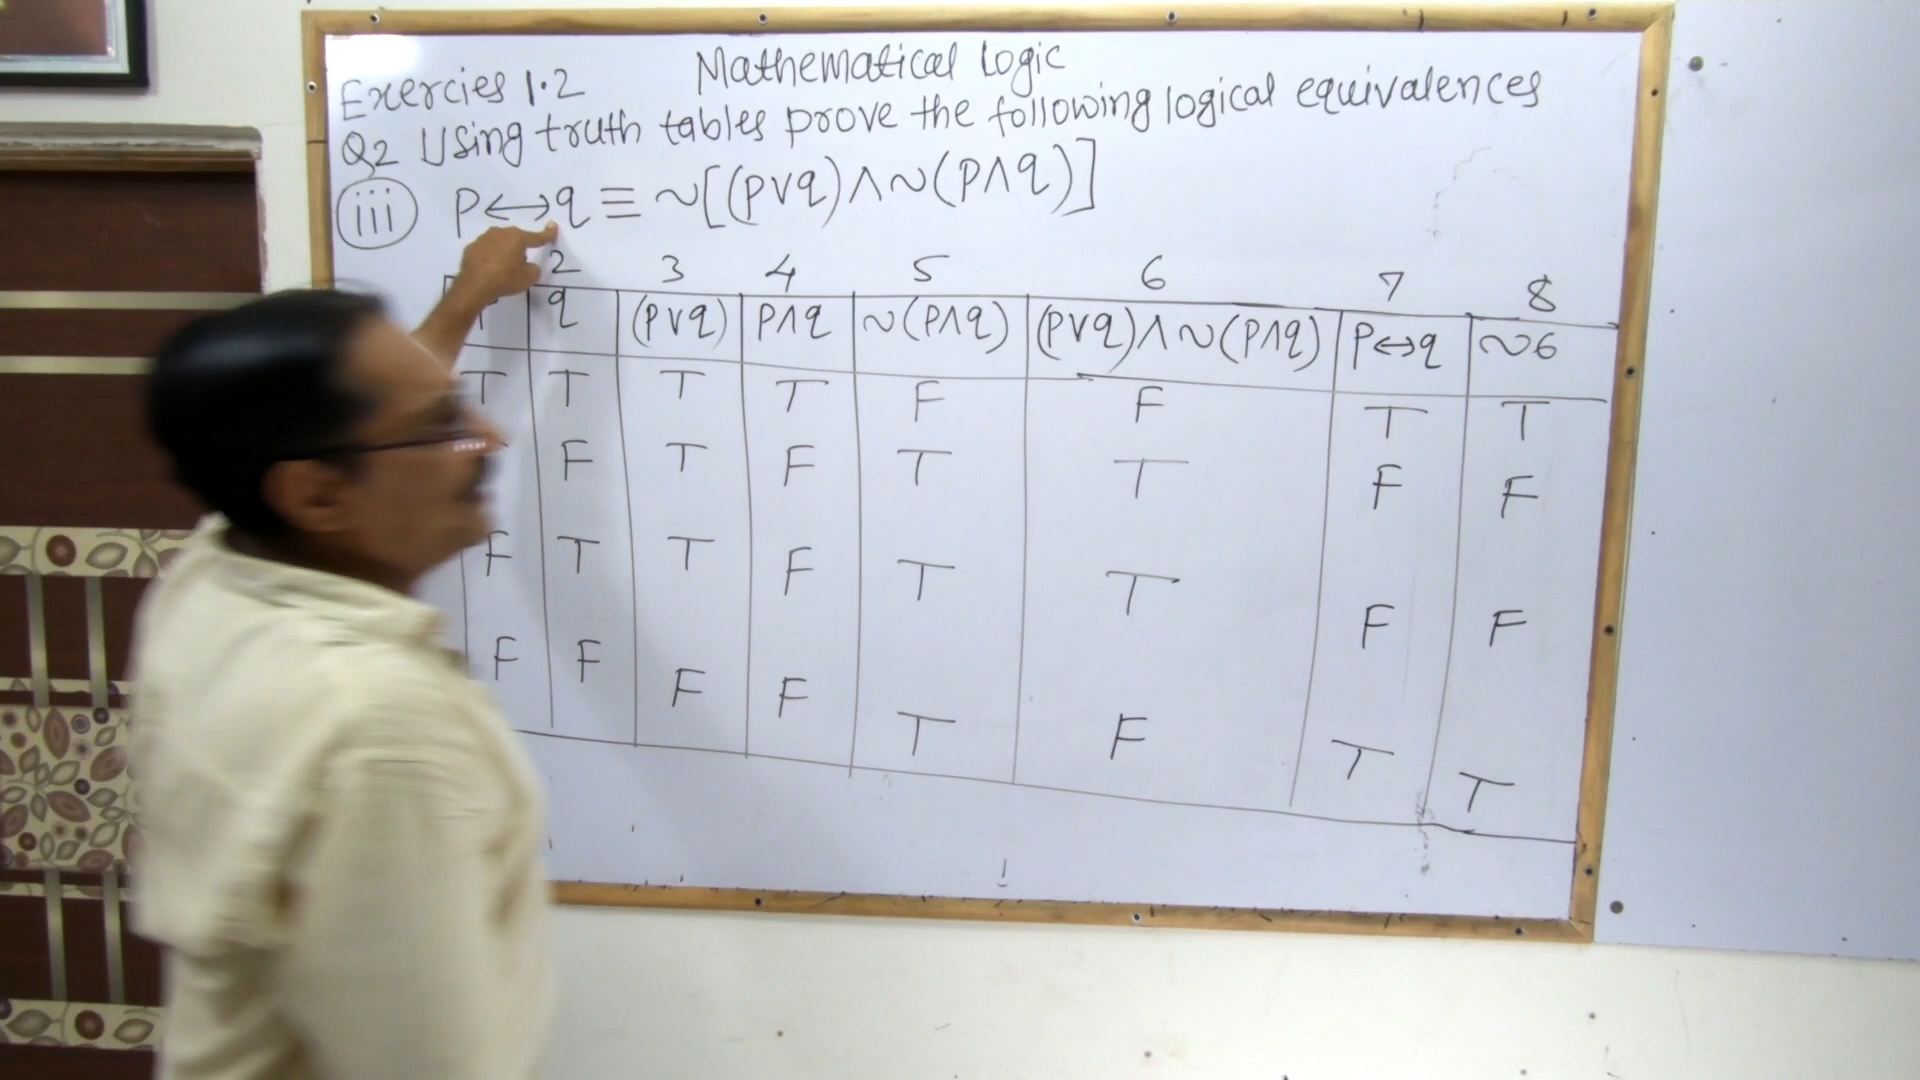 Mathematical Logic
Exercies 1.2
Q2 Using truth tables prove the following logical equivalences
iii p↔q ≡ ~[(p∨q)∧~(p∧q)]
2 3 4 5 6 7 8
q (p∨q) p∧q ~(p∧q) (p∨q)∧~(p∧q) p↔q ~6
T T T T F F T T
F T F T T F F
F T T F T T F F
F F F F T F T T